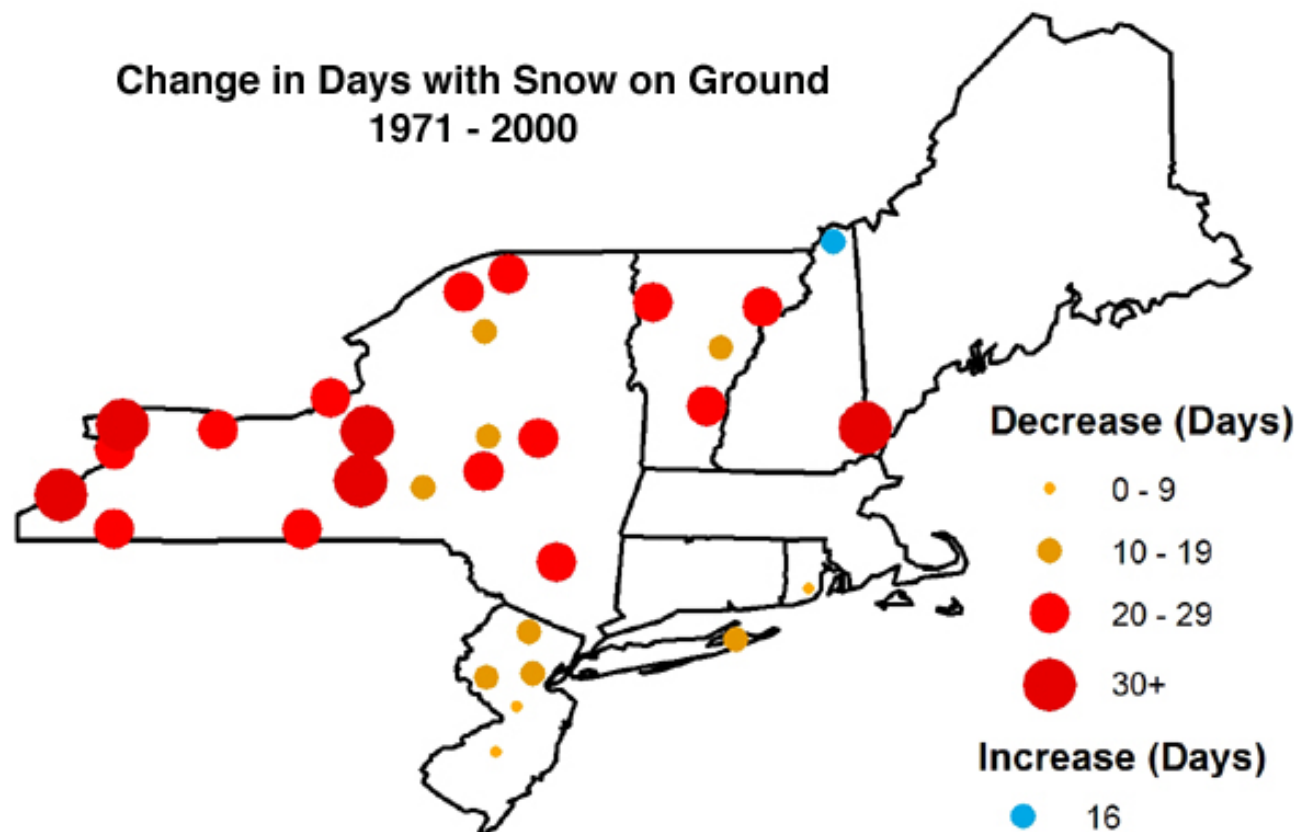 Change in Days with Snow on Ground
1971 - 2000
Decrease (Days)
0 - 9
10 - 19
20 - 29
30+
Increase (Days)
16